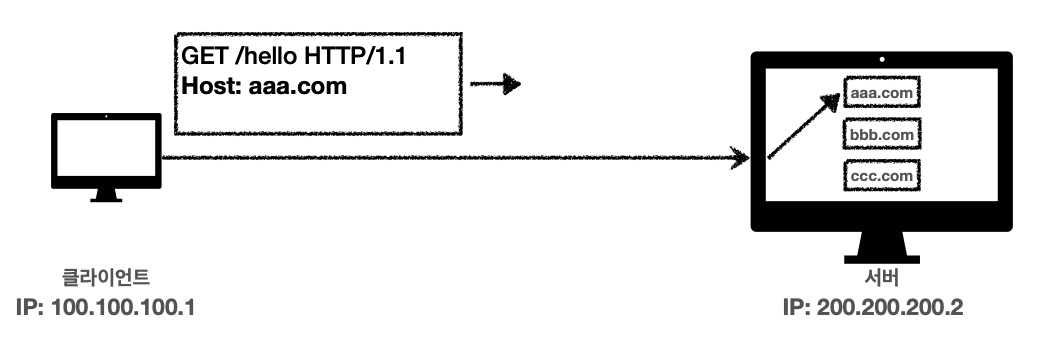 GET /hello HTTP/1.1
Host: aaa.com
aaa.com
bbb.com
ccc.com
클라이언트
IP: 100.100.100.1
서버
IP: 200.200.200.2